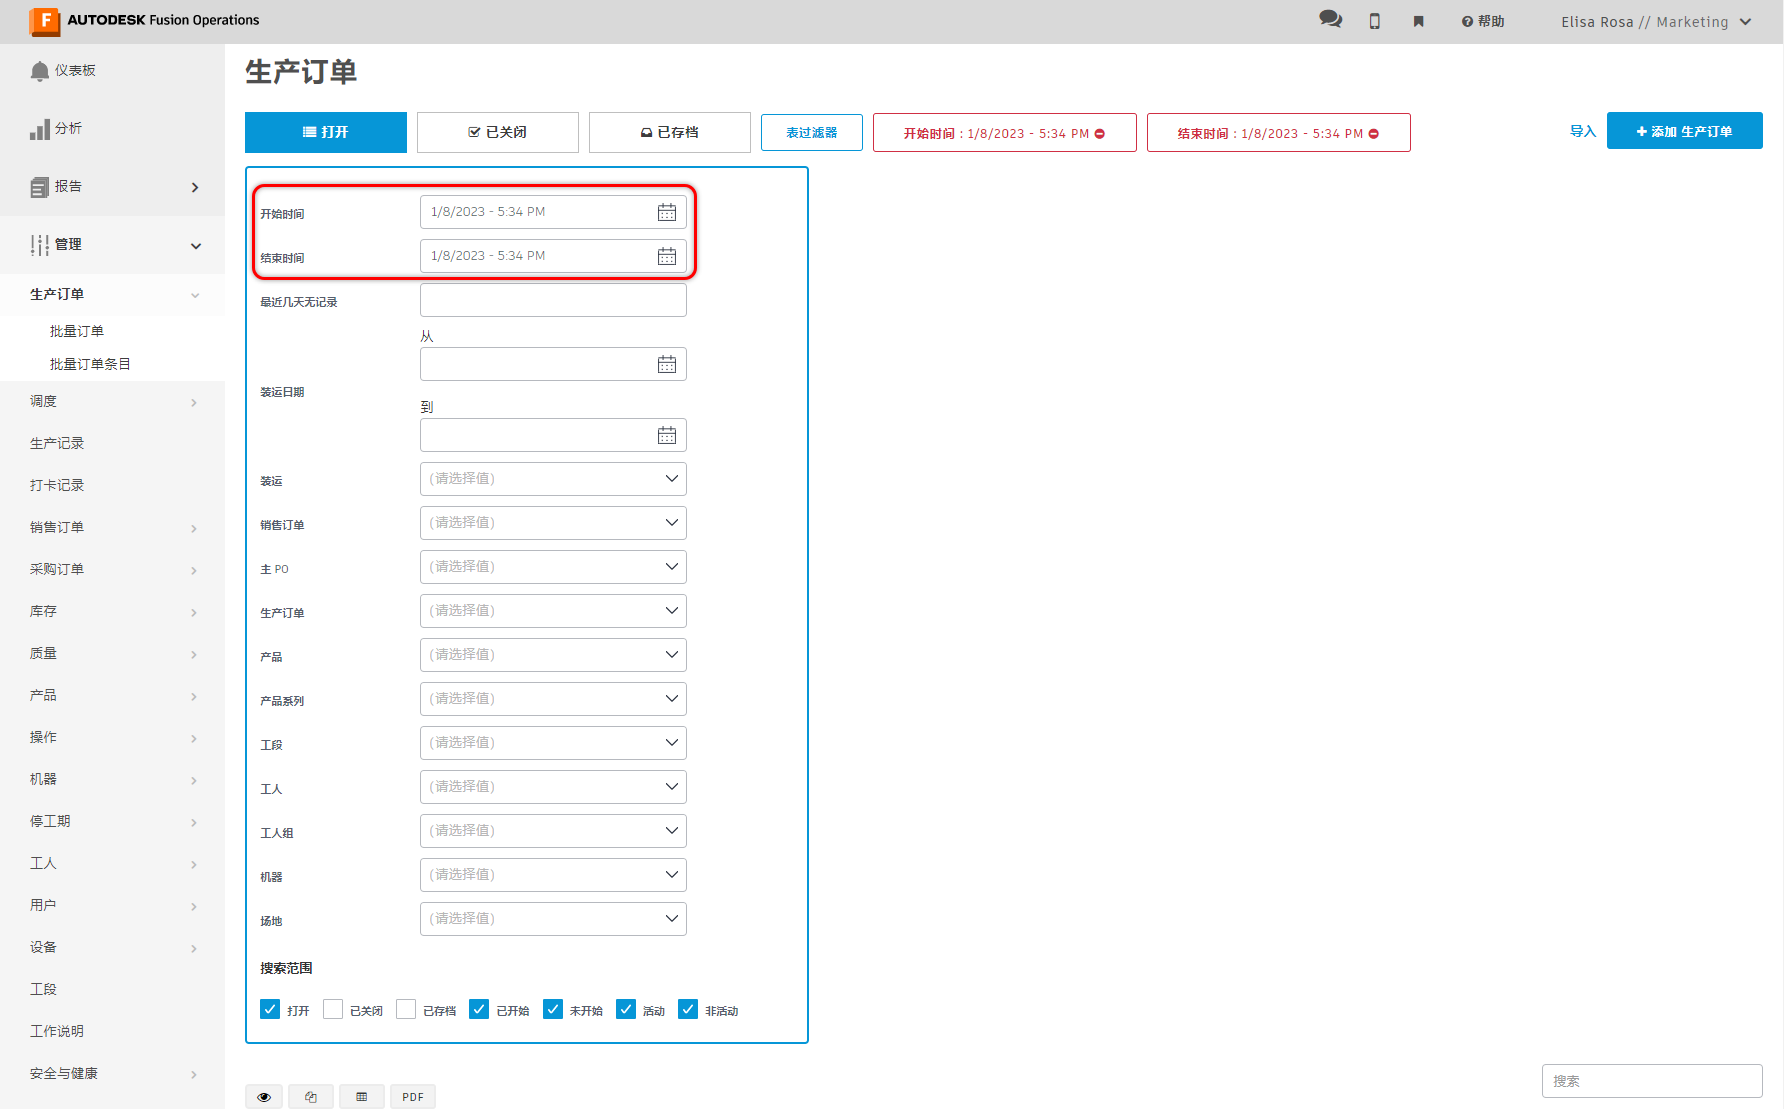 F AUTODESK Fusion Operations
帮助
Elisa Rosa // Marketing
仪表板
分析
报告
管理
生产订单
批量订单
批量订单条目
调度
生产记录
打卡记录
销售订单
采购订单
库存
质量
产品
操作
机器
停工期
工人
用户
设备
工段
工作说明
安全与健康
生产订单
打开
已关闭
已存档
表过滤器
开始时间 : 1/8/2023 - 5:34 PM
结束时间 : 1/8/2023 - 5:34 PM
导入
添加 生产订单
开始时间 1/8/2023 - 5:34 PM
结束时间 1/8/2023 - 5:34 PM
最近几天无记录
从
装运日期
到
装运 (请选择值)
销售订单 (请选择值)
主 PO (请选择值)
生产订单 (请选择值)
产品 (请选择值)
产品系列 (请选择值)
工段 (请选择值)
工人 (请选择值)
工人组 (请选择值)
机器 (请选择值)
场地 (请选择值)
搜索范围
打开 已关闭 已存档 已开始 未开始 活动 非活动
搜索
PDF